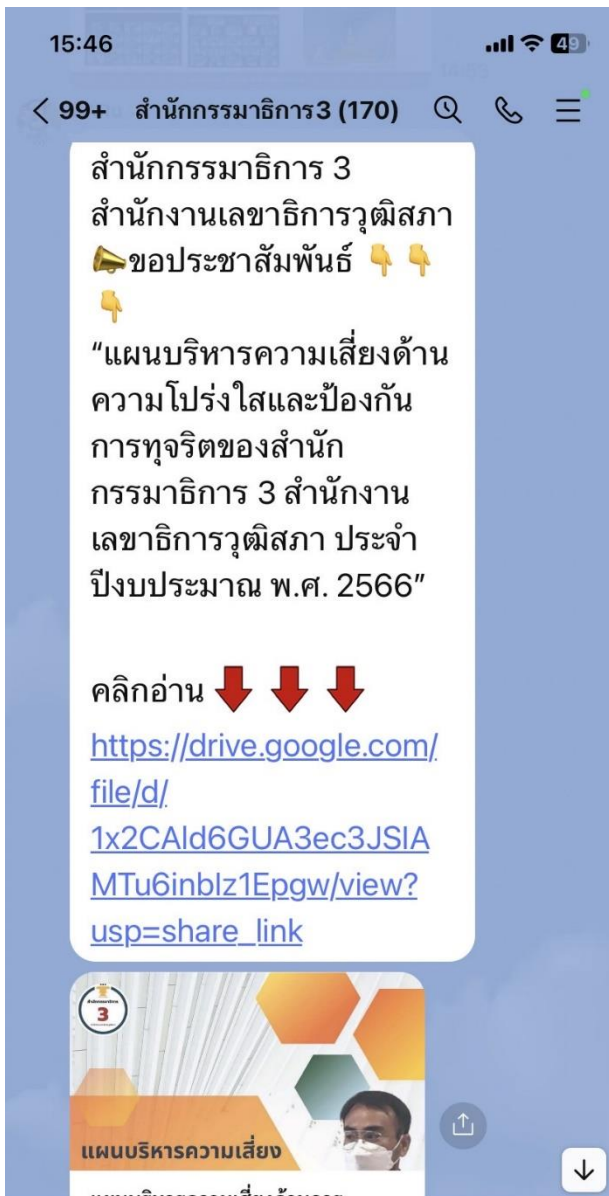 15:46
49
99+ สำนักกรรมาธิการ3 (170)
สำนักกรรมาธิการ 3
สำนักงานเลขาธิการวุฒิสภา
📣ขอประชาสัมพันธ์ 👇👇
👇
“แผนบริหารความเสี่ยงด้าน
ความโปร่งใสและป้องกัน
การทุจริตของสำนัก
กรรมาธิการ 3 สำนักงาน
เลขาธิการวุฒิสภา ประจำ
ปีงบประมาณ พ.ศ. 2566”
คลิกอ่าน
https://drive.google.com/
file/d/
1x2CAld6GUA3ec3JSIA
MTu6inblz1Epgw/view?
usp=share_link
3
แผนบริหารความเสี่ยง